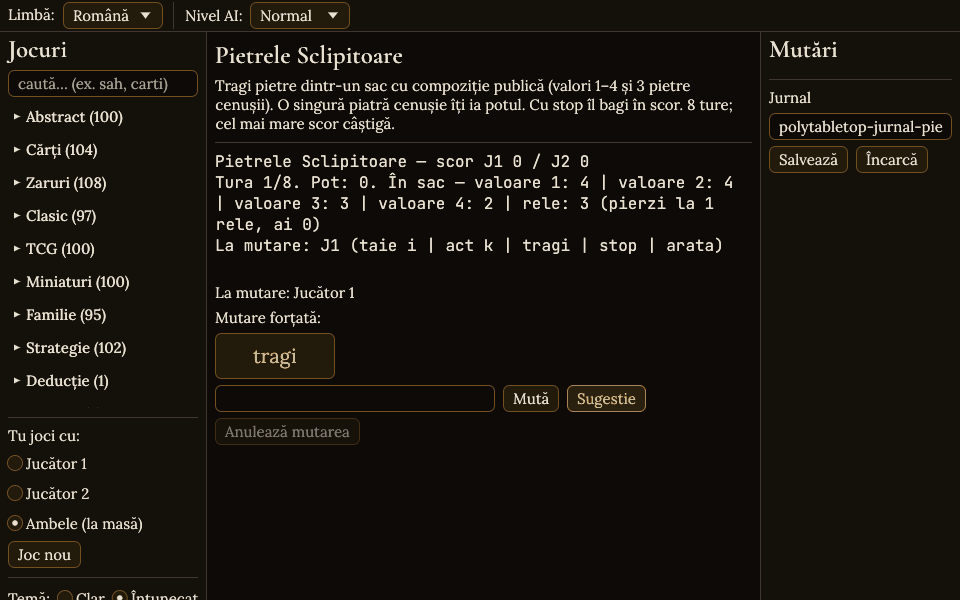 Limbă: Română ▼ Nivel AI: Normal ▼
Jocuri
caută... (ex. sah, carti)
▸ Abstract (100)
▸ Cărți (104)
▸ Zaruri (108)
▸ Clasic (97)
▸ TCG (100)
▸ Miniaturi (100)
▸ Familie (95)
▸ Strategie (102)
▸ Deducție (1)
Tu joci cu:
Jucător 1
Jucător 2
Ambele (la masă)
Joc nou
Temă: Clar Întunecat
Pietrele Sclipitoare
Tragi pietre dintr-un sac cu compoziție publică (valori 1–4 și 3 pietre
cenușii). O singură piatră cenușie îți ia potul. Cu stop îl bagi în scor. 8 ture;
cel mai mare scor câștigă.
Pietrele Sclipitoare — scor J1 0 / J2 0
Tura 1/8. Pot: 0. În sac — valoare 1: 4 | valoare 2: 4
| valoare 3: 3 | valoare 4: 2 | rele: 3 (pierzi la 1
rele, ai 0)
La mutare: J1 (taie i | act k | tragi | stop | arata)
La mutare: Jucător 1
Mutare forțată:
tragi
Mută Sugestie
Anulează mutarea
Mutări
Jurnal
polytabletop-jurnal-pie
Salvează Încarcă